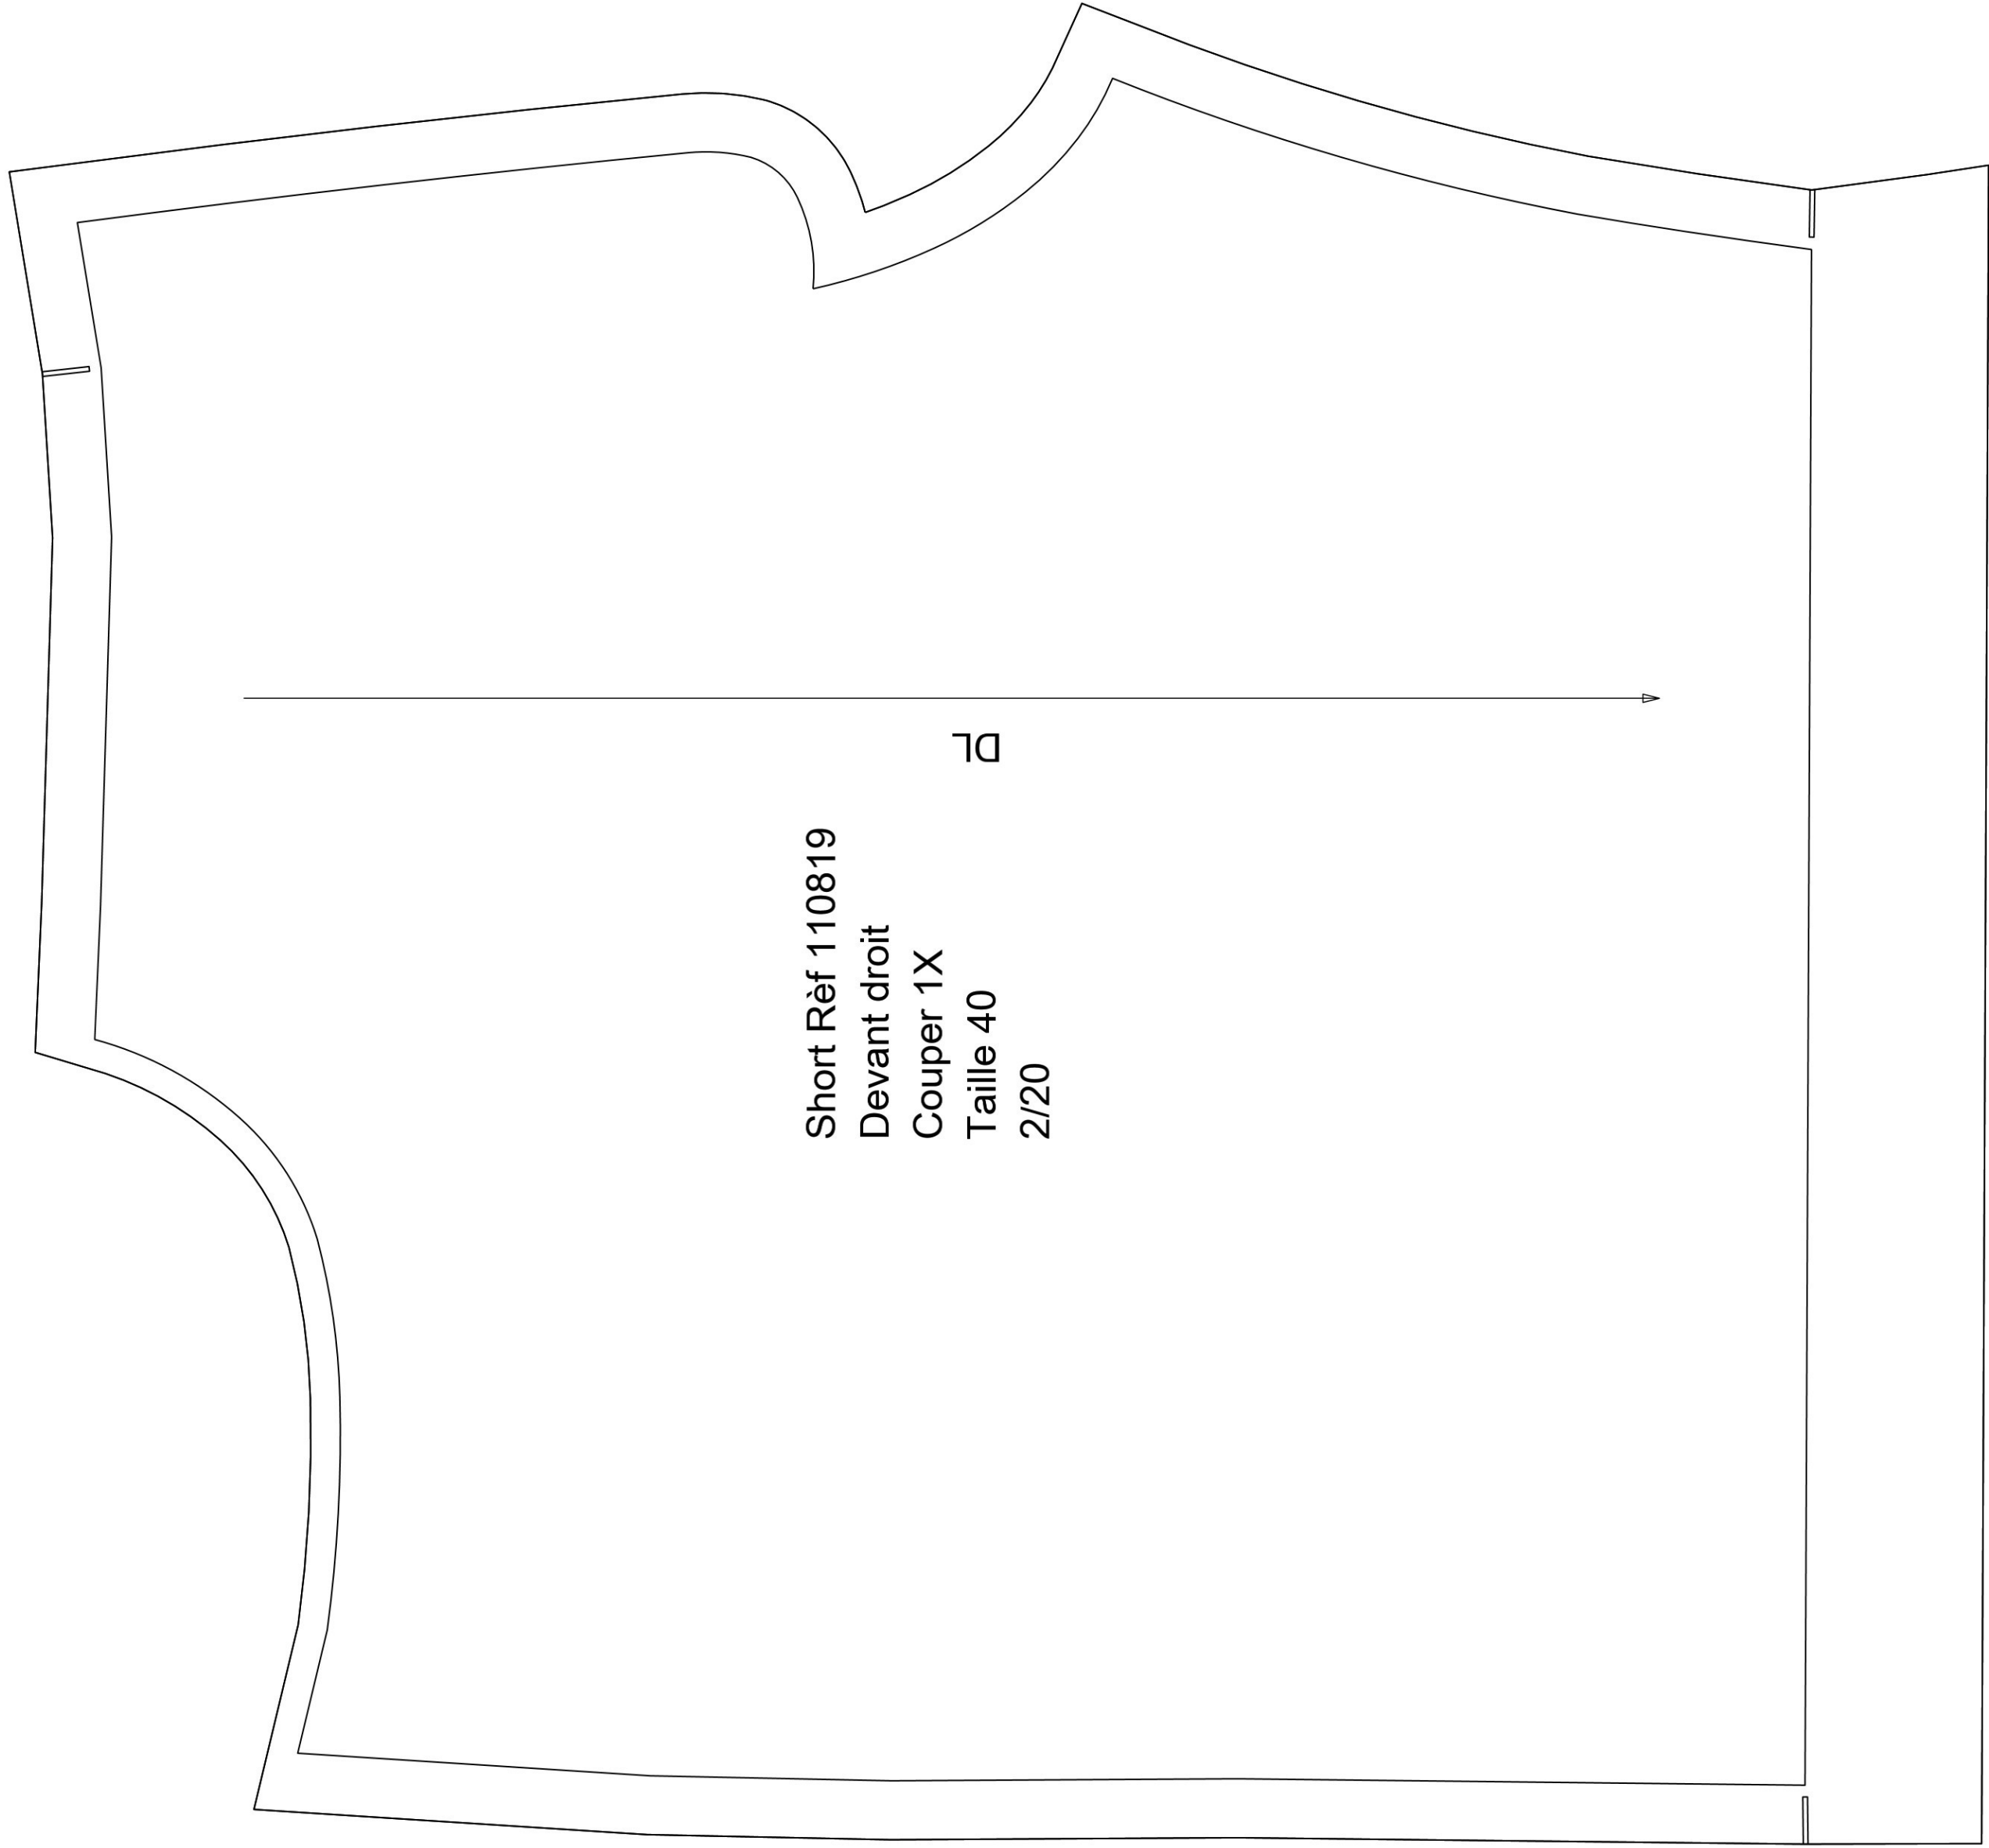 DL
Short Rèf 110819
Devant droit
Couper 1X
Taille 40
2/20